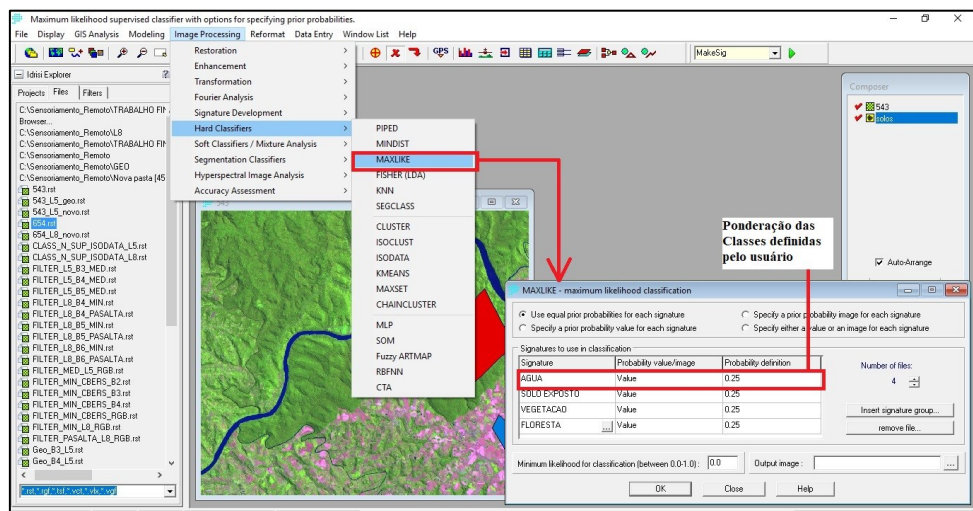 Maximum likelihood supervised classifier with options for specifying prior probabilities.
File Display GIS Analysis Modeling Image Processing Reformat Data Entry Window List Help
GPS
MakeSig
Idrisi Explorer
Projects Files Filters
C:\Sensoriamento_Remoto\TRABALHO FIN
Browser...
C:\Sensoriamento_Remoto\L8
C:\Sensoriamento_Remoto\TRABALHO FIN
C:\Sensoriamento_Remoto
C:\Sensoriamento_Remoto\GEO
C:\Sensoriamento_Remoto\Nova pasta [45
543.rst
543_L5_geo.rst
543_L5_novo.rst
654.rst
654_L8_novo.rst
CLASS_N_SUP_ISODATA_L5.rst
CLASS_N_SUP_ISODATA_L8.rst
FILTER_L5_B3_MED.rst
FILTER_L5_B4_MED.rst
FILTER_L5_B5_MED.rst
FILTER_L8_B4_MIN.rst
FILTER_L8_B4_PASALTA.rst
FILTER_L8_B5_MIN.rst
FILTER_L8_B5_PASALTA.rst
FILTER_L8_B6_MIN.rst
FILTER_L8_B6_PASALTA.rst
FILTER_MED_L5_RGB.rst
FILTER_MIN_CBERS_B2.rst
FILTER_MIN_CBERS_B3.rst
FILTER_MIN_CBERS_B4.rst
FILTER_MIN_CBERS_RGB.rst
FILTER_MIN_L8_RGB.rst
FILTER_PASALTA_L8_RGB.rst
Geo_B3_L5.rst
Geo_B4_L5.rst
*.rst,*.rgf,*.tsf,*.vct,*.vlx,*.vgf
Restoration
Enhancement
Transformation
Fourier Analysis
Signature Development
Hard Classifiers
Soft Classifiers / Mixture Analysis
Segmentation Classifiers
Hyperspectral Image Analysis
Accuracy Assessment
PIPED
MINDIST
MAXLIKE
FISHER (LDA)
KNN
SEGCLASS
CLUSTER
ISOCLUST
ISODATA
KMEANS
MAXSET
CHAINCLUSTER
MLP
SOM
Fuzzy ARTMAP
RBFNN
CTA
543
Composer
543
solos
Auto-Arrange
Ponderação das
Classes definidas
pelo usuário
MAXLIKE - maximum likelihood classification
Use equal prior probabilities for each signature
Specify a prior probability image for each signature
Specify a prior probability value for each signature
Specify either a value or an image for each signature
Signatures to use in classification
Signature Probability value/image Probability definition
AGUA Value 0.25
SOLO EXPOSTO Value 0.25
VEGETACAO Value 0.25
FLORESTA ... Value 0.25
Number of files:
4
Insert signature group...
remove file...
Minimum likelihood for classification (between 0.0-1.0) : 0.0 Output image : ...
OK Close Help